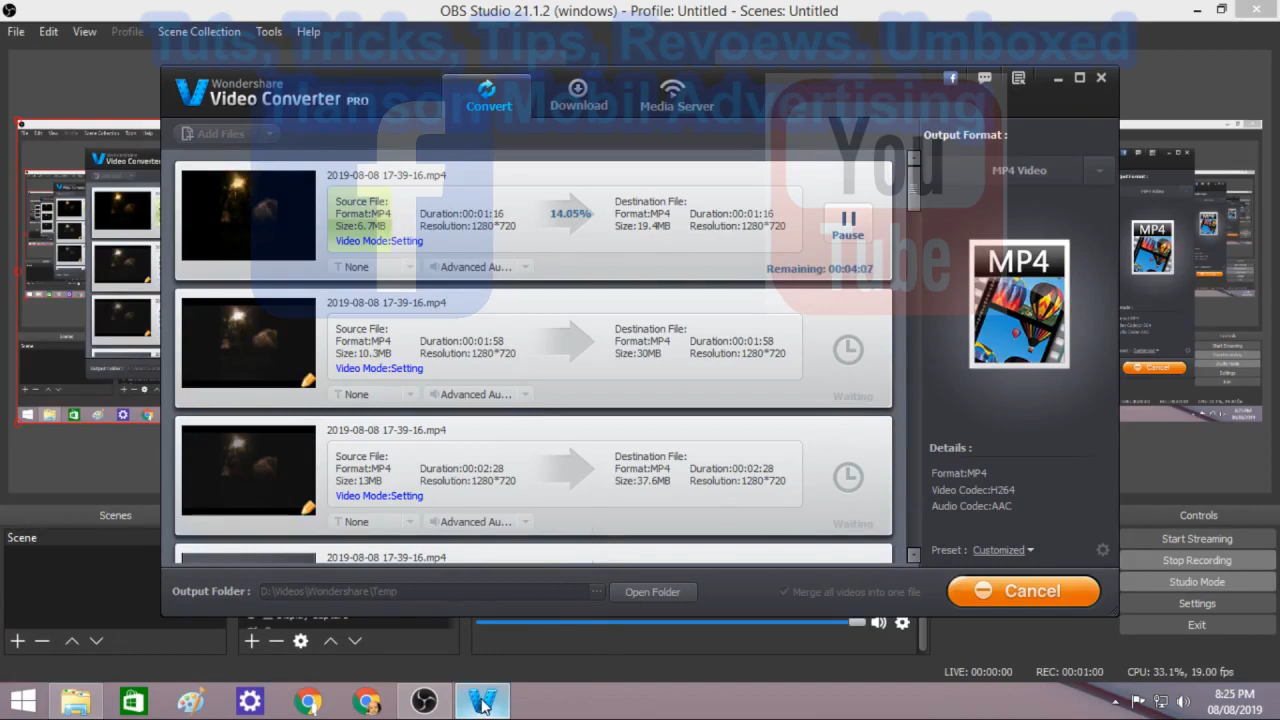 OBS Studio 21.1.2 (windows) - Profile: Untitled - Scenes: Untitled
File Edit View Profile Scene Collection Tools Help
Tuts, Tricks, Tips, Revoews. Umboxed
Hanson Mobil Advertising
Wondershare
Video Converter PRO
Convert
Download
Media Server
Add Files
Output Format :
MP4 Video
You
Tube
2019-08-08 17-39-16.mp4
Source File:
Format:MP4 Duration:00:01:16
Size:6.7MB Resolution:1280*720
Video Mode:Setting
14.05%
Destination File:
Format:MP4 Duration:00:01:16
Size:19.4MB Resolution:1280*720
Pause
None Advanced Au...
Remaining: 00:04:07
MP4
2019-08-08 17-39-16.mp4
Source File:
Format:MP4 Duration:00:01:58
Size:10.3MB Resolution:1280*720
Video Mode:Setting
Destination File:
Format:MP4 Duration:00:01:58
Size:30MB Resolution:1280*720
None Advanced Au...
Waiting
2019-08-08 17-39-16.mp4
Source File:
Format:MP4 Duration:00:02:28
Size:13MB Resolution:1280*720
Video Mode:Setting
Destination File:
Format:MP4 Duration:00:02:28
Size:37.6MB Resolution:1280*720
None Advanced Au...
Waiting
2019-08-08 17-39-16.mp4
Details :
Format:MP4
Video Codec:H264
Audio Codec:AAC
Preset : Customized
Output Folder : D:\Videos\Wondershare\Temp ... Open Folder
Merge all videos into one file
Cancel
Scenes
Scene
Controls
Start Streaming
Stop Recording
Studio Mode
Settings
Exit
LIVE: 00:00:00 REC: 00:01:00 CPU: 33.1%, 19.00 fps
8:25 PM
08/08/2019